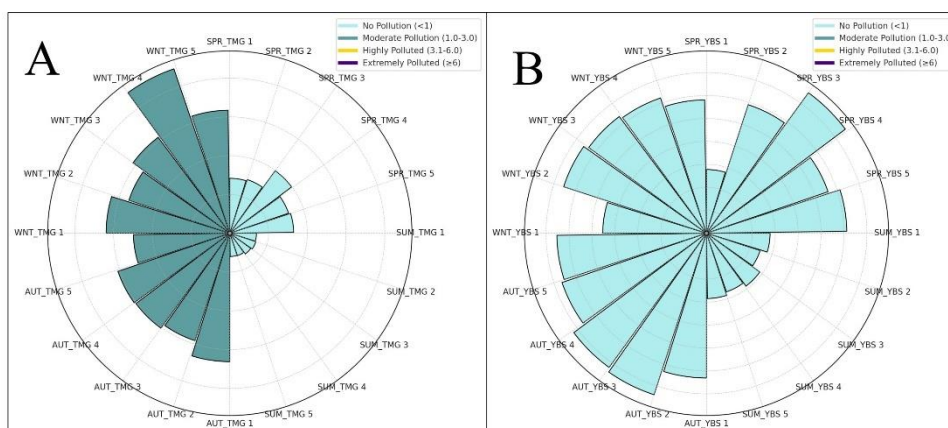 A
No Pollution (<1)
Moderate Pollution (1.0-3.0)
Highly Polluted (3.1-6.0)
Extremely Polluted (≥6)
SPR_TMG 1
SPR_TMG 2
SPR_TMG 3
SPR_TMG 4
SPR_TMG 5
SUM_TMG 1
SUM_TMG 2
SUM_TMG 3
SUM_TMG 4
SUM_TMG 5
AUT_TMG 1
AUT_TMG 2
AUT_TMG 3
AUT_TMG 4
AUT_TMG 5
WNT_TMG 1
WNT_TMG 2
WNT_TMG 3
WNT_TMG 4
WNT_TMG 5
B
No Pollution (<1)
Moderate Pollution (1.0-3.0)
Highly Polluted (3.1-6.0)
Extremely Polluted (≥6)
SPR_YBS 1
SPR_YBS 2
SPR_YBS 3
SPR_YBS 4
SPR_YBS 5
SUM_YBS 1
SUM_YBS 2
SUM_YBS 3
SUM_YBS 4
SUM_YBS 5
AUT_YBS 1
AUT_YBS 2
AUT_YBS 3
AUT_YBS 4
AUT_YBS 5
WNT_YBS 1
WNT_YBS 2
WNT_YBS 3
WNT_YBS 4
WNT_YBS 5